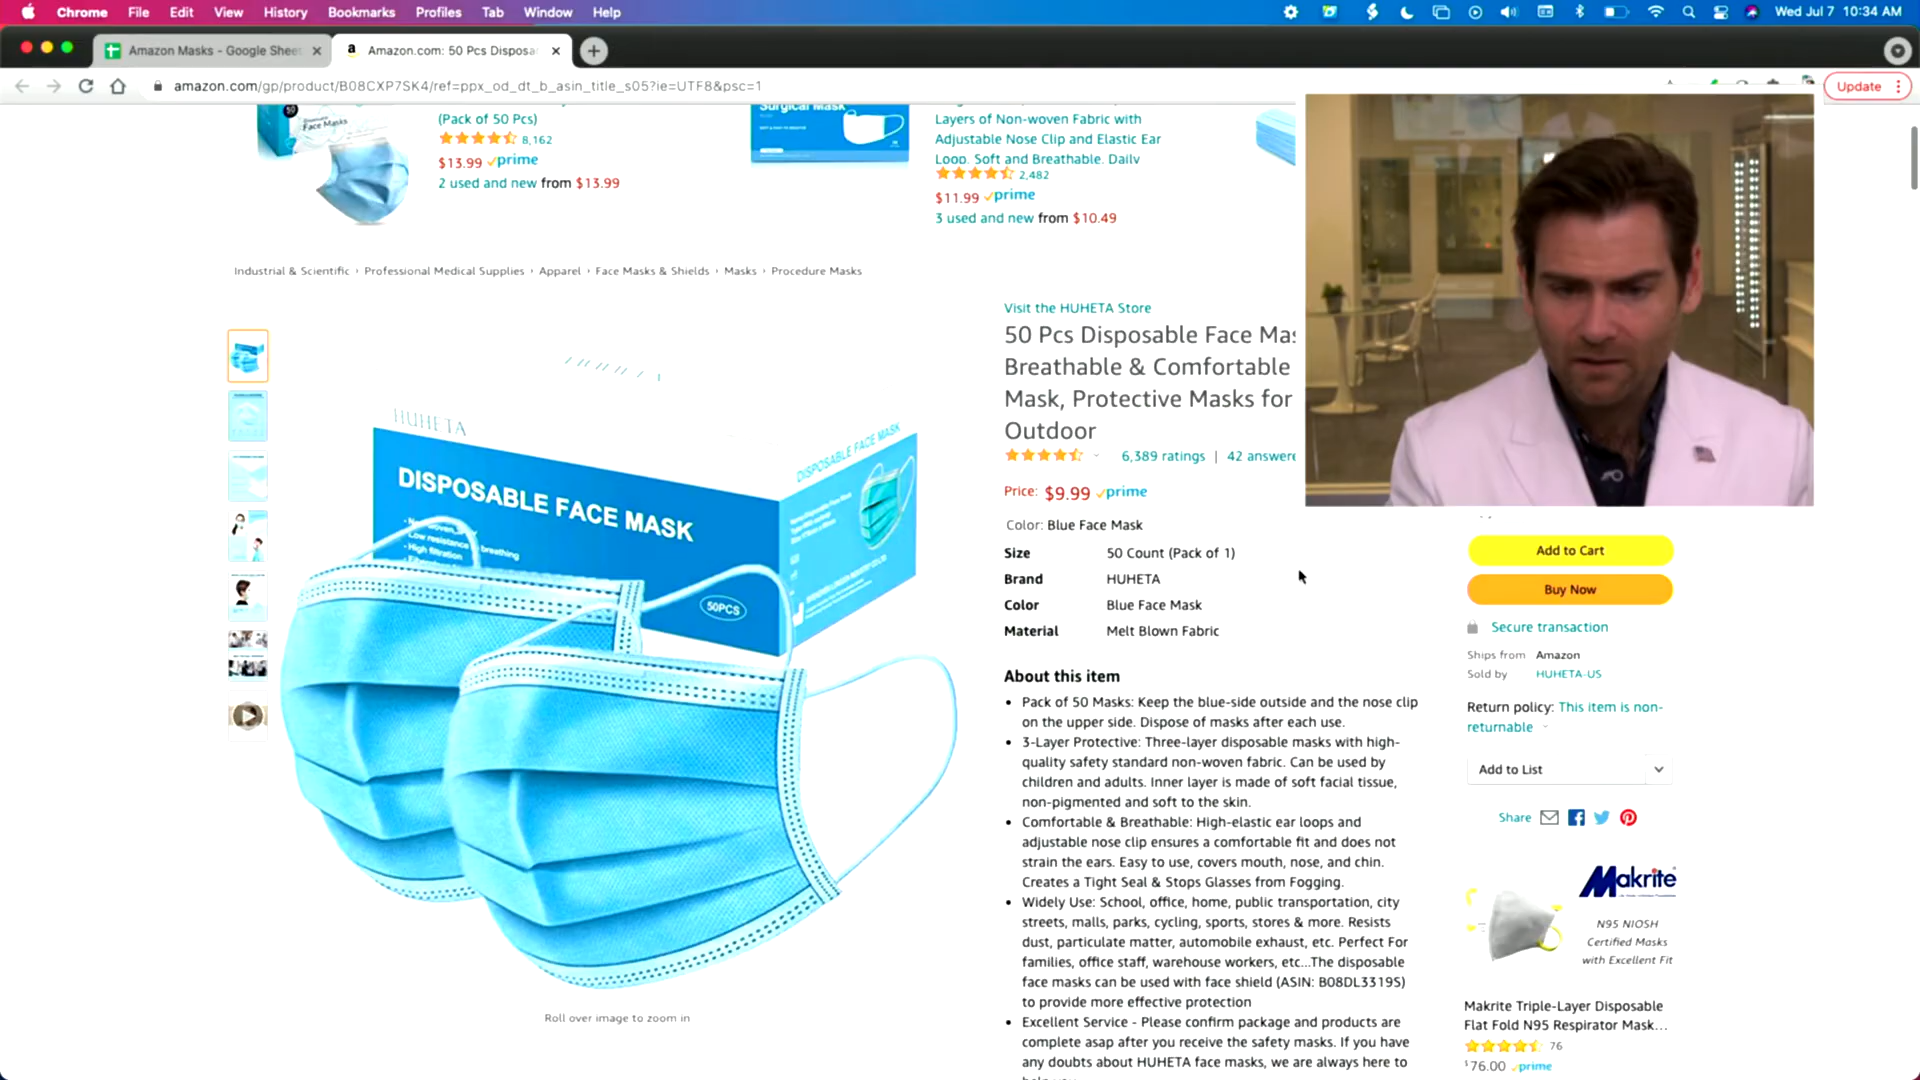 Chrome File Edit View History Bookmarks Profiles Tab Window Help
Wed Jul 7 10:34 AM
Amazon Masks - Google Sheet
Amazon.com: 50 Pcs Disposa
amazon.com/gp/product/B08CXP7SK4/ref=ppx_od_dt_b_asin_title_s05?ie=UTF8&psc=1
Update
50
Face Masks
(Pack of 50 Pcs)
8,162
$13.99 prime
2 used and new from $13.99
Surgical Mask
Layers of Non-woven Fabric with
Adjustable Nose Clip and Elastic Ear
Loop, Soft and Breathable, Daily
2,482
$11.99 prime
3 used and new from $10.49
Industrial & Scientific › Professional Medical Supplies › Apparel › Face Masks & Shields › Masks › Procedure Masks
HUHETA
DISPOSABLE FACE MASK
Low resistance breathing
High filtration
50PCS
DISPOSABLE FACE MASK
Roll over image to zoom in
Visit the HUHETA Store
50 Pcs Disposable Face Mas
Breathable & Comfortable
Mask, Protective Masks for
Outdoor
6,389 ratings | 42 answere
Price: $9.99 prime
Color: Blue Face Mask
Size 50 Count (Pack of 1)
Brand HUHETA
Color Blue Face Mask
Material Melt Blown Fabric
About this item
• Pack of 50 Masks: Keep the blue-side outside and the nose clip
on the upper side. Dispose of masks after each use.
• 3-Layer Protective: Three-layer disposable masks with high-
quality safety standard non-woven fabric. Can be used by
children and adults. Inner layer is made of soft facial tissue,
non-pigmented and soft to the skin.
• Comfortable & Breathable: High-elastic ear loops and
adjustable nose clip ensures a comfortable fit and does not
strain the ears. Easy to use, covers mouth, nose, and chin.
Creates a Tight Seal & Stops Glasses from Fogging.
• Widely Use: School, office, home, public transportation, city
streets, malls, parks, cycling, sports, stores & more. Resists
dust, particulate matter, automobile exhaust, etc. Perfect For
families, office staff, warehouse workers, etc...The disposable
face masks can be used with face shield (ASIN: B08DL3319S)
to provide more effective protection
• Excellent Service - Please confirm package and products are
complete asap after you receive the safety masks. If you have
any doubts about HUHETA face masks, we are always here to
Add to Cart
Buy Now
Secure transaction
Ships from Amazon
Sold by HUHETA-US
Return policy: This item is non-
returnable
Add to List
Share
Makrite
N95 NIOSH
Certified Masks
with Excellent Fit
Makrite Triple-Layer Disposable
Flat Fold N95 Respirator Mask...
76
$76.00 prime